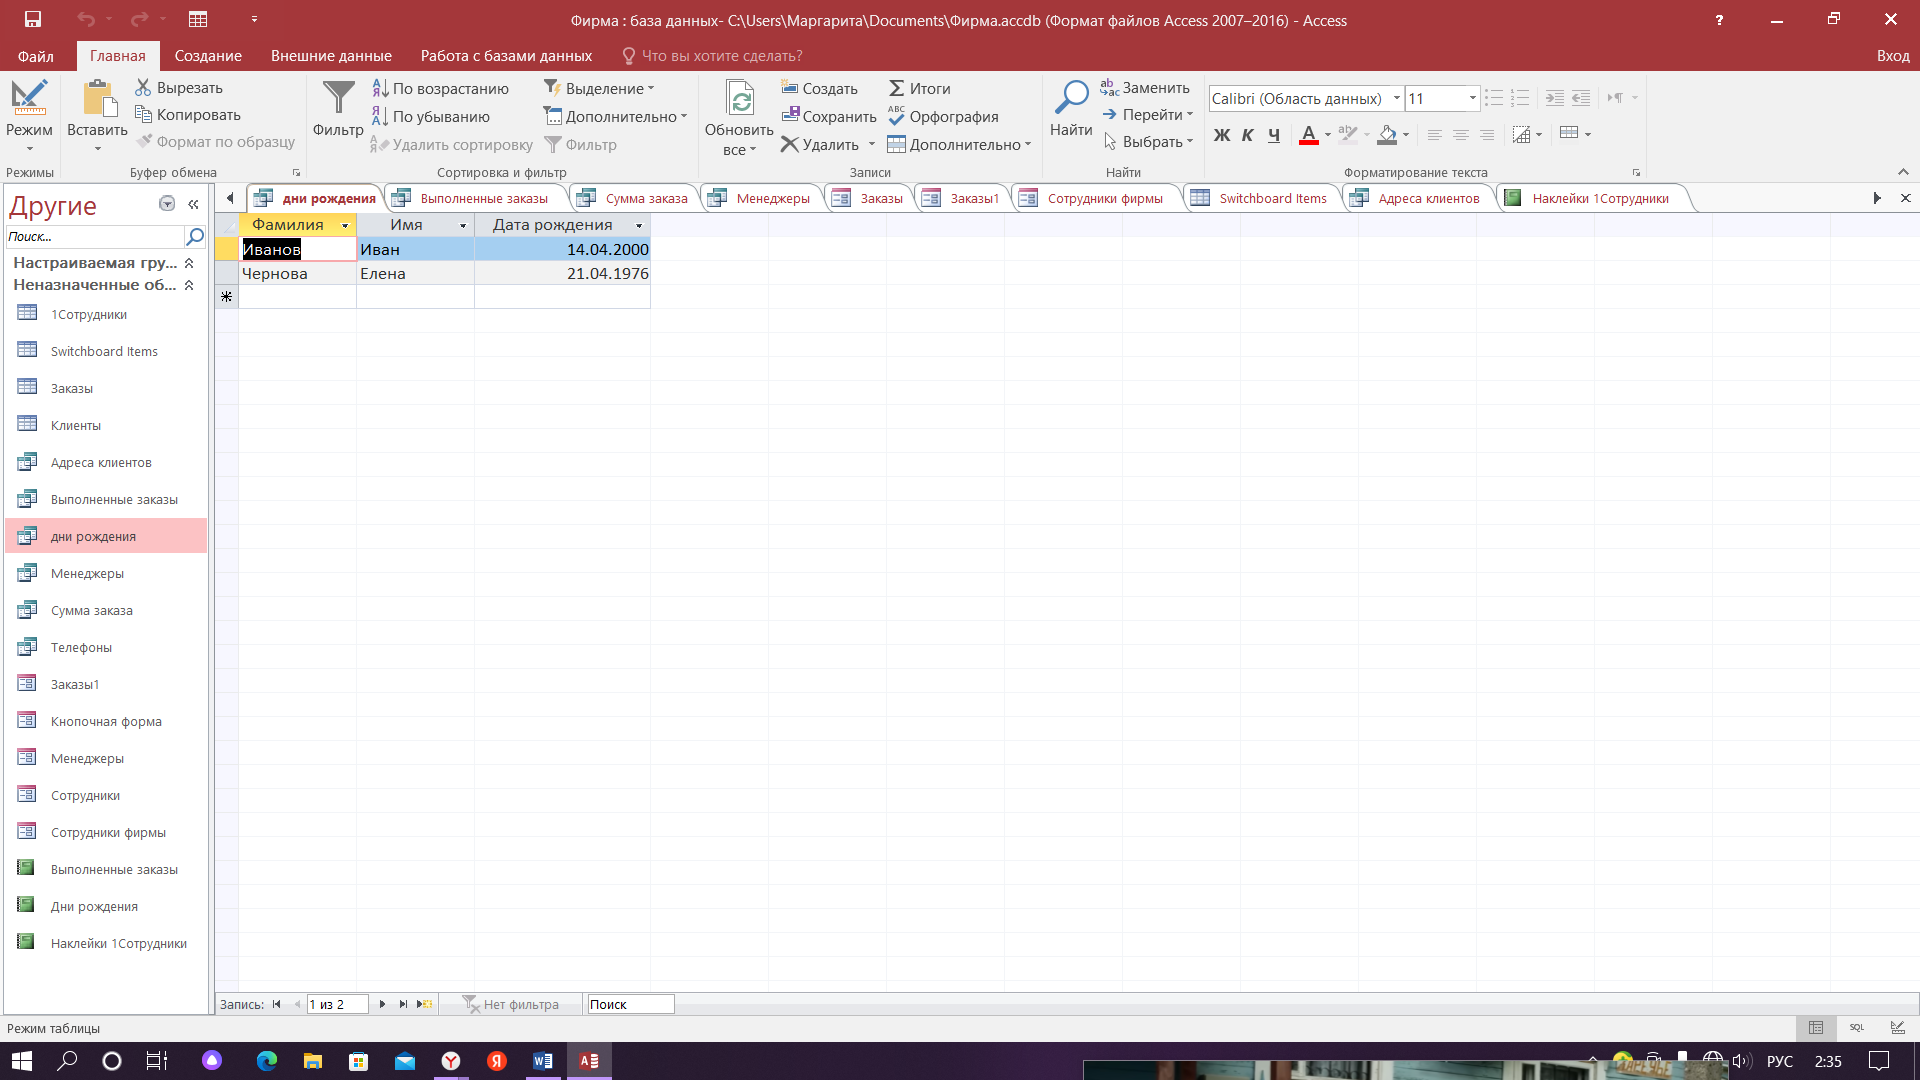 Фирма : база данных- C:\Users\Маргарита\Documents\Фирма.accdb (Формат файлов Access 2007–2016) - Access
?
Файл Главная Создание Внешние данные Работа с базами данных Что вы хотите сделать? Вход
Режим
Режимы
Вставить
Вырезать
Копировать
Формат по образцу
Буфер обмена
Фильтр
По возрастанию
По убыванию
Удалить сортировку
Выделение
Дополнительно
Фильтр
Сортировка и фильтр
Обновить
все
Создать
Сохранить
Удалить
Итоги
Орфография
Дополнительно
Записи
Найти
Заменить
Перейти
Выбрать
Найти
Calibri (Область данных) 11
Ж К Ч А
Форматирование текста
Другие
Поиск...
Настраиваемая гру...
Неназначенные об...
1Сотрудники
Switchboard Items
Заказы
Клиенты
Адреса клиентов
Выполненные заказы
дни рождения
Менеджеры
Сумма заказа
Телефоны
Заказы1
Кнопочная форма
Менеджеры
Сотрудники
Сотрудники фирмы
Выполненные заказы
Дни рождения
Наклейки 1Сотрудники
дни рождения Выполненные заказы Сумма заказа Менеджеры Заказы Заказы1 Сотрудники фирмы Switchboard Items Адреса клиентов Наклейки 1Сотрудники
Фамилия Имя Дата рождения
Иванов Иван 14.04.2000
Чернова Елена 21.04.1976
Запись: 1 из 2 Нет фильтра Поиск
Режим таблицы
SQL
РУС 2:35